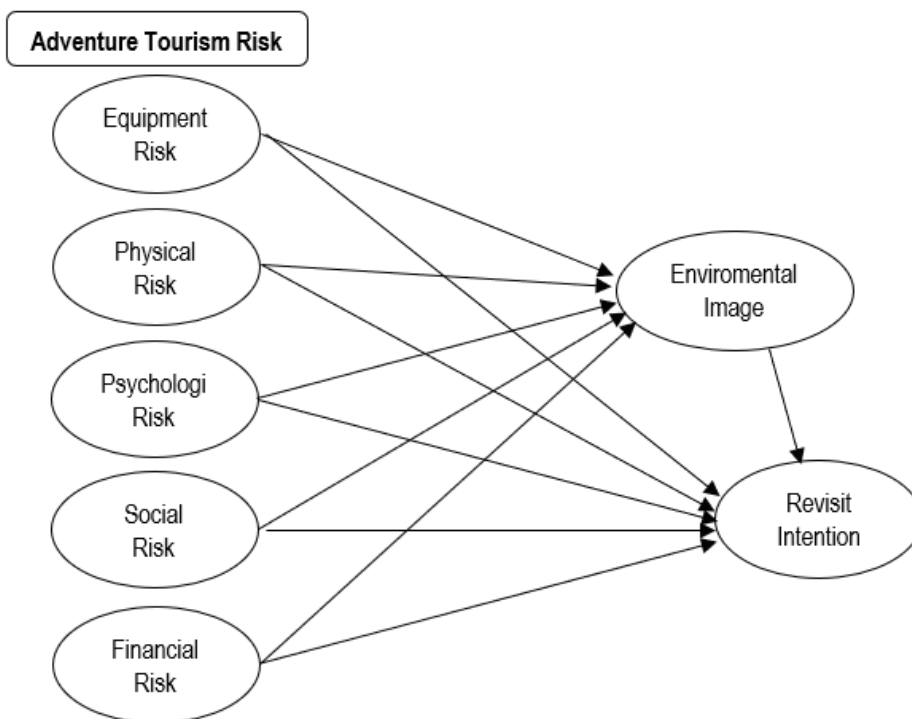 Adventure Tourism Risk
Equipment
Risk
Physical
Risk
Enviromental
Image
Psychologi
Risk
Social
Risk
Revisit
Intention
Financial
Risk